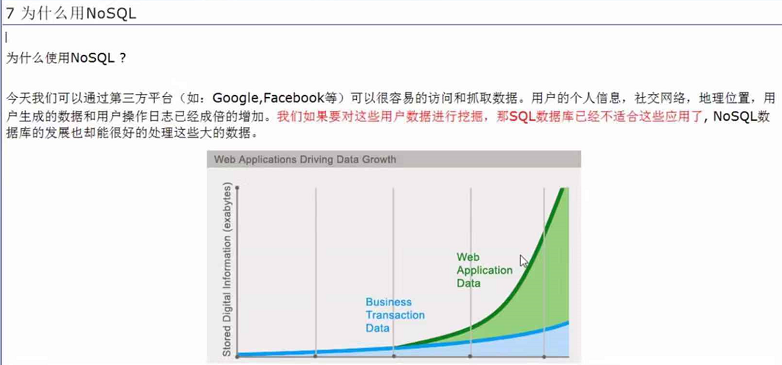 7 为什么用NoSQL
为什么使用NoSQL ?
今天我们可以通过第三方平台（如：Google,Facebook等）可以很容易的访问和抓取数据。用户的个人信息，社交网络，地理位置，用
户生成的数据和用户操作日志已经成倍的增加。我们如果要对这些用户数据进行挖掘，那SQL数据库已经不适合这些应用了, NoSQL数
据库的发展也却能很好的处理这些大的数据。
Web Applications Driving Data Growth
Stored Digital Information (exabytes)
Web
Application
Data
Business
Transaction
Data